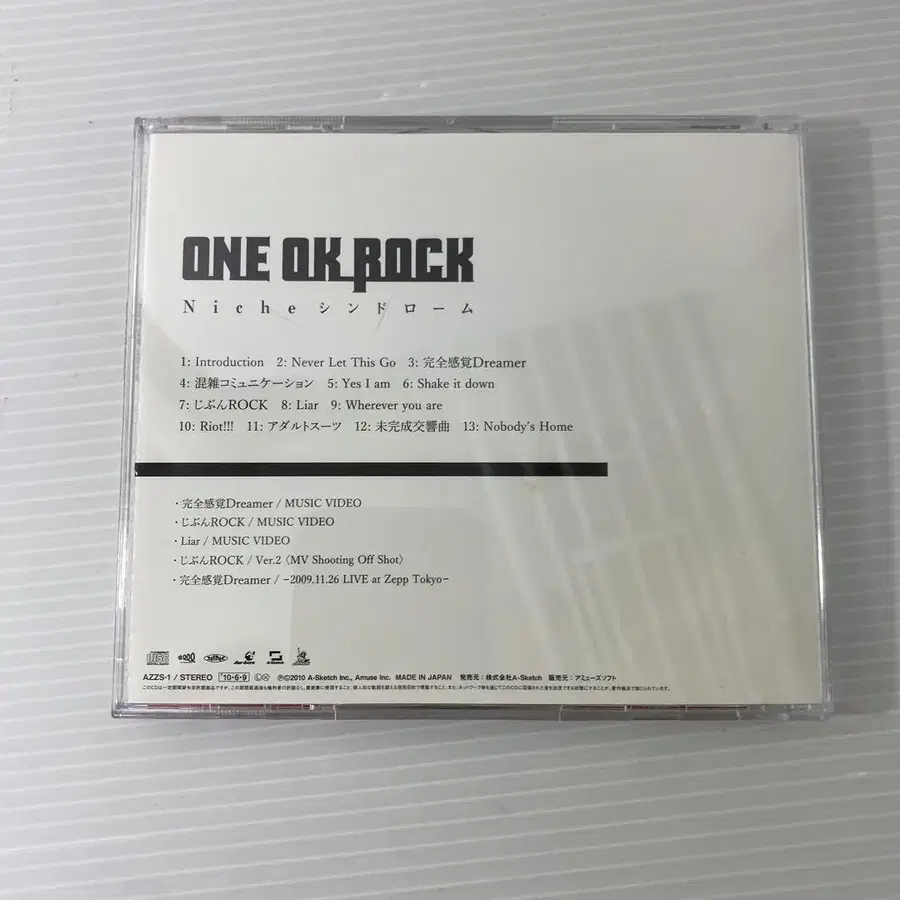 ONE OK ROCK
Nicheシンドローム
1: Introduction 2: Never Let This Go 3: 完全感覚Dreamer
4: 混雑コミュニケーション 5: Yes I am 6: Shake it down
7: じぶんROCK 8: Liar 9: Wherever you are
10: Riot!!! 11: アダルトスーツ 12: 未完成交響曲 13: Nobody's Home
・完全感覚Dreamer / MUSIC VIDEO
・じぶんROCK / MUSIC VIDEO
・Liar / MUSIC VIDEO
・じぶんROCK / Ver.2〈MV Shooting Off Shot〉
・完全感覚Dreamer / −2009.11.26 LIVE at Zepp Tokyo−
AZZS-1 / STEREO '10・6・9 Ⓛ Ⓧ ℗©2010 A-Sketch Inc., Amuse Inc. MADE IN JAPAN 発売元：株式会社A-Sketch 販売元：アミューズソフト